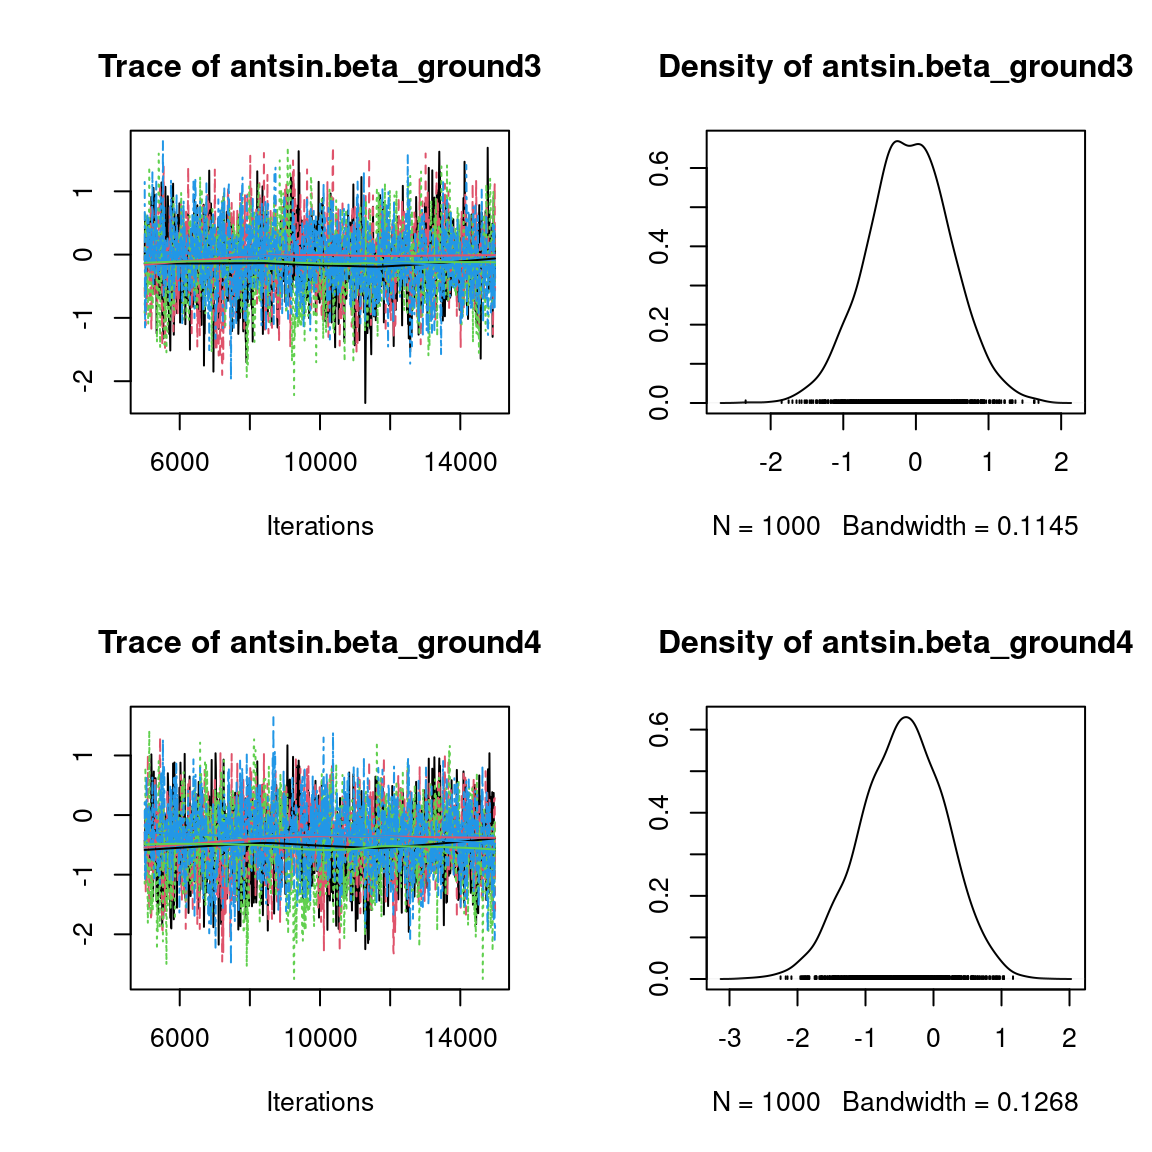 Trace of antsin.beta_ground3
1
0
-1
-2
6000 10000 14000
Iterations
Density of antsin.beta_ground3
0.6
0.4
0.2
0.0
-2 -1 0 1 2
N = 1000 Bandwidth = 0.1145
Trace of antsin.beta_ground4
1
0
-1
-2
6000 10000 14000
Iterations
Density of antsin.beta_ground4
0.6
0.4
0.2
0.0
-3 -2 -1 0 1 2
N = 1000 Bandwidth = 0.1268